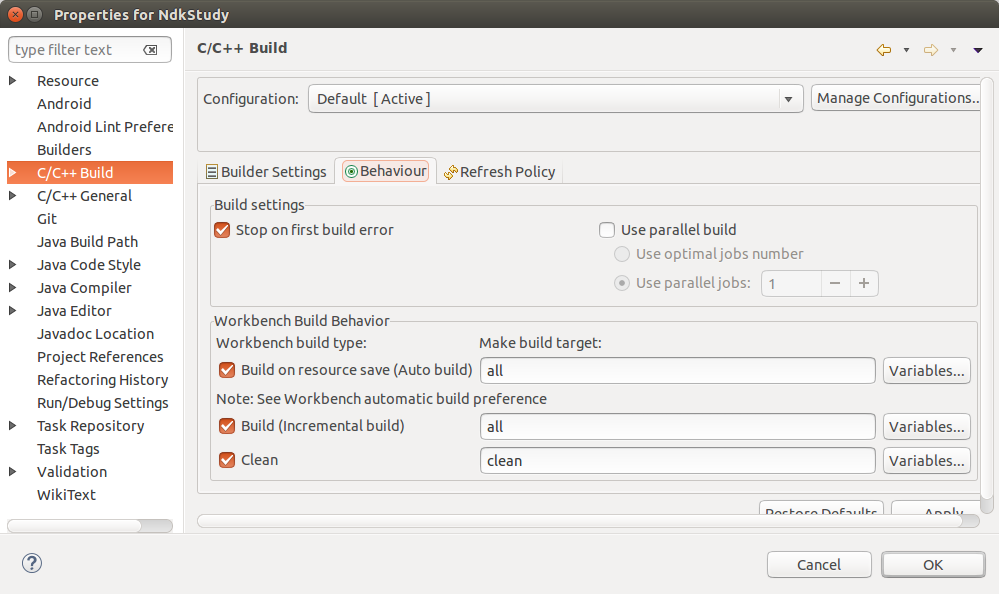 Properties for NdkStudy
type filter text
Resource
Android
Android Lint Prefere
Builders
C/C++ Build
C/C++ General
Git
Java Build Path
Java Code Style
Java Compiler
Java Editor
Javadoc Location
Project References
Refactoring History
Run/Debug Settings
Task Repository
Task Tags
Validation
WikiText
C/C++ Build
Configuration: Default [ Active ] Manage Configurations..
Builder Settings Behaviour Refresh Policy
Build settings
Stop on first build error Use parallel build
Use optimal jobs number
Use parallel jobs: 1
Workbench Build Behavior
Workbench build type: Make build target:
Build on resource save (Auto build) all Variables...
Note: See Workbench automatic build preference
Build (Incremental build) all Variables...
Clean clean Variables...
Restore Defaults Apply
? Cancel OK